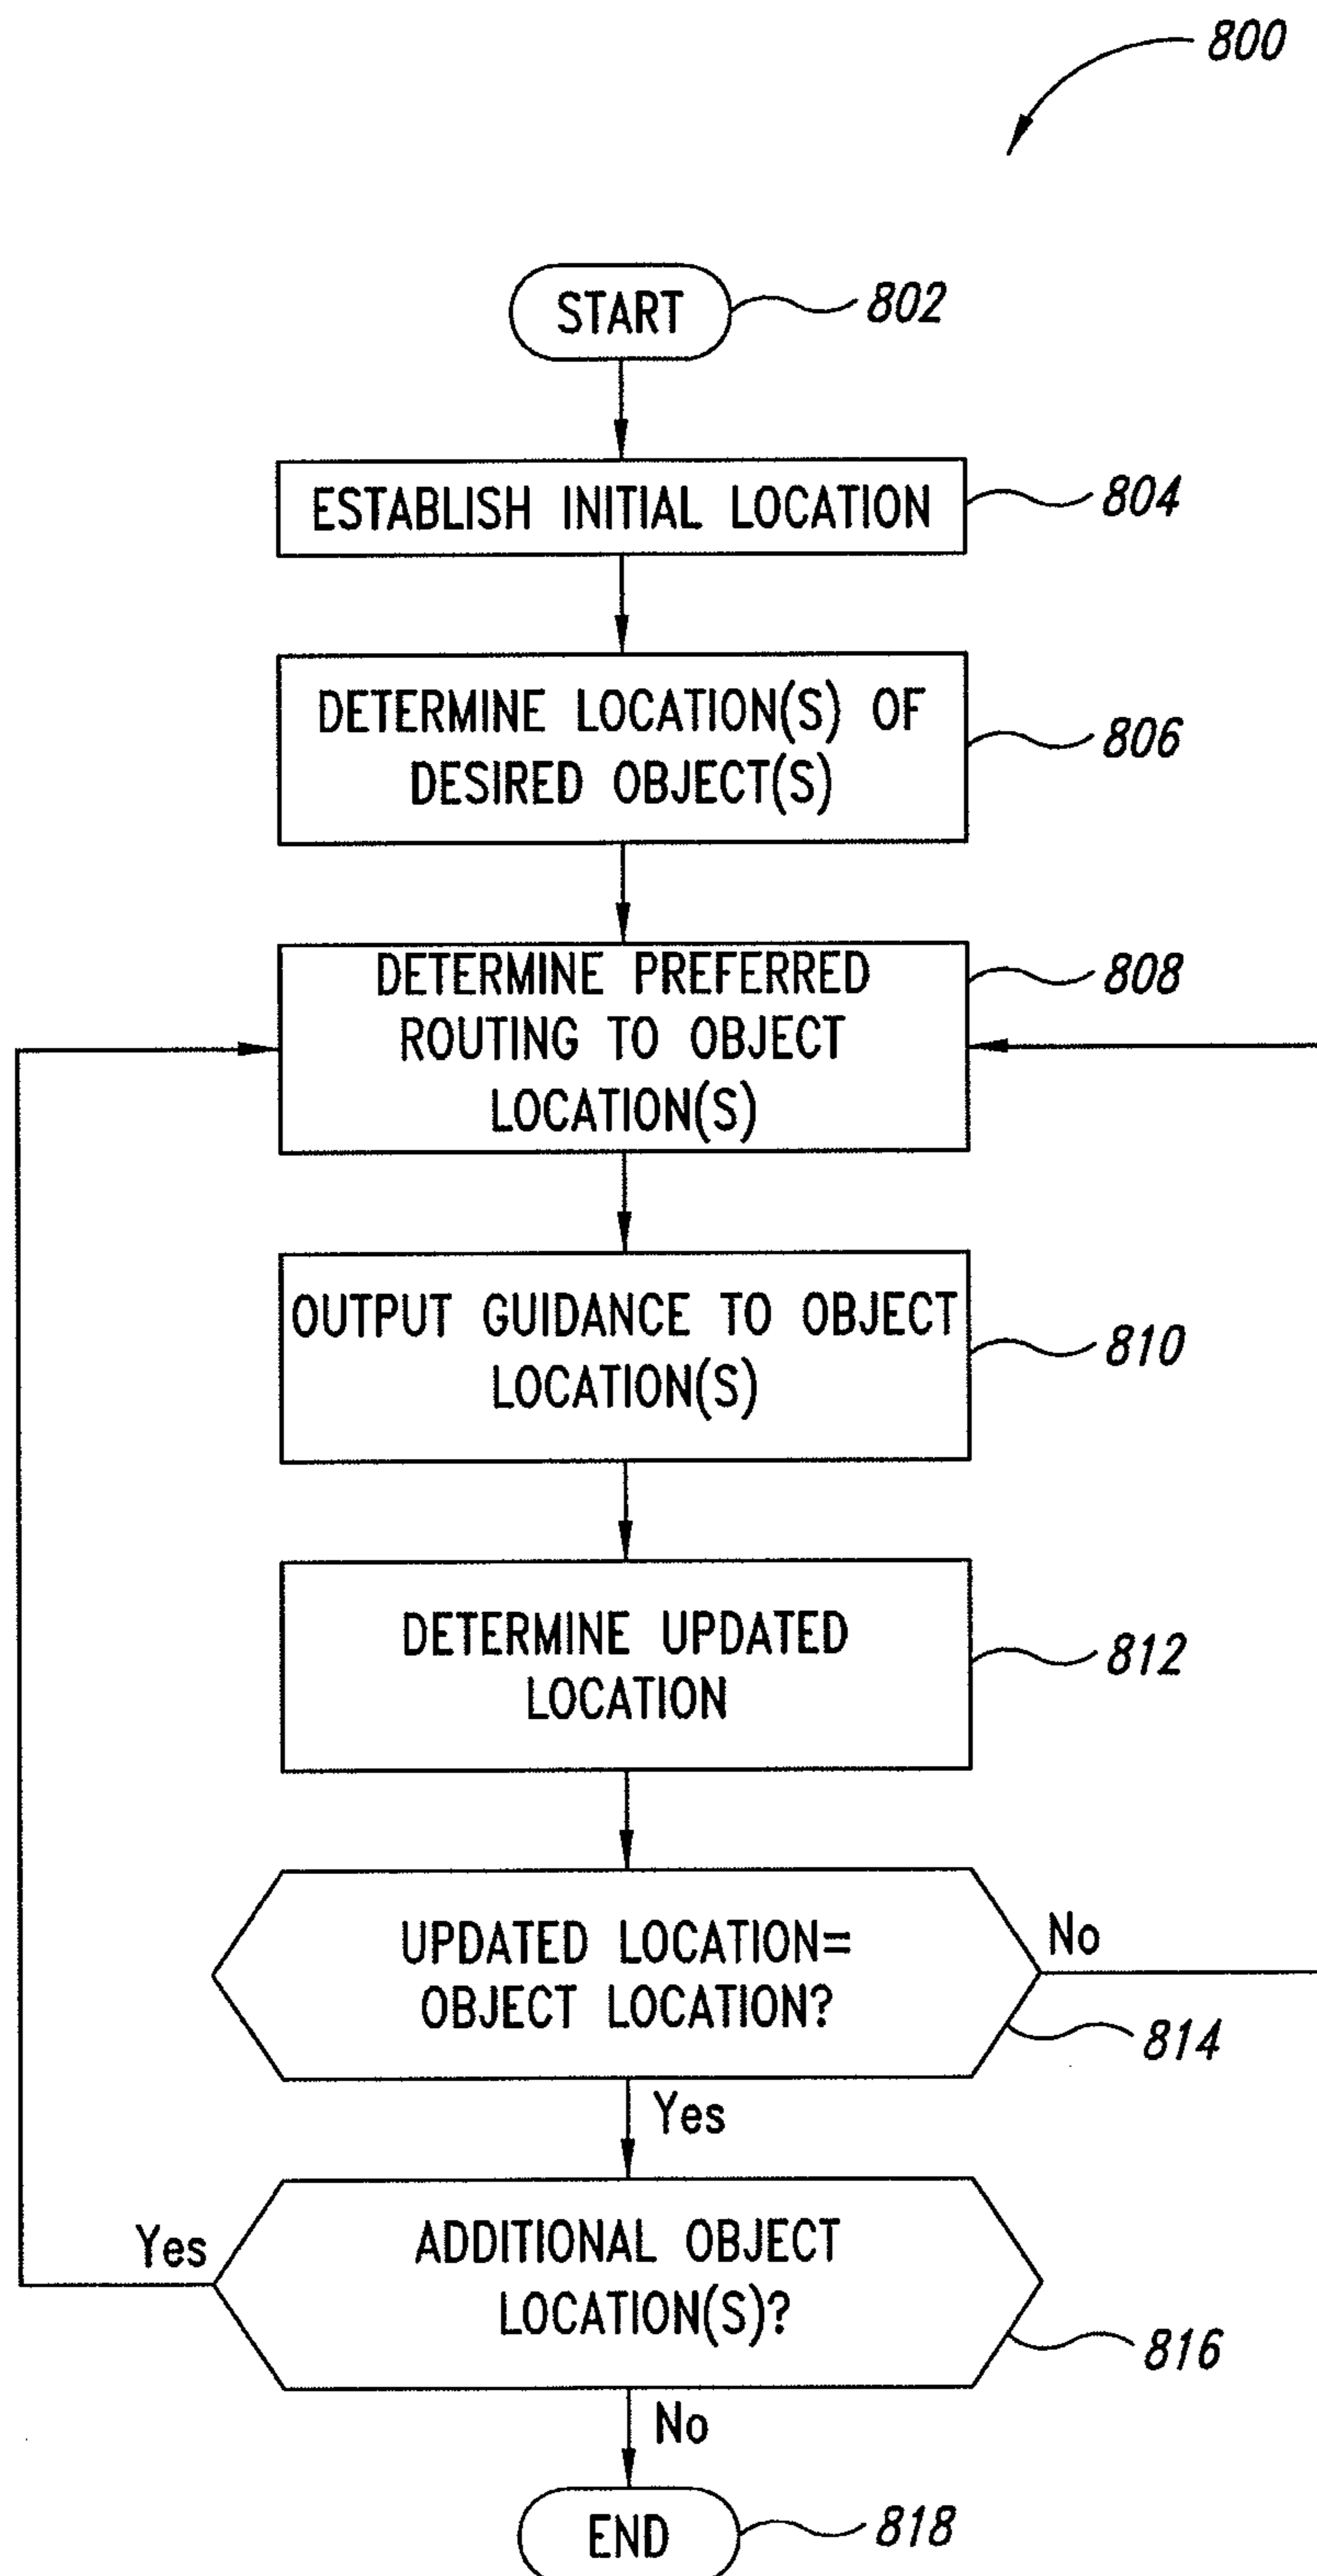 800
START
802
ESTABLISH INITIAL LOCATION
804
DETERMINE LOCATION(S) OF
DESIRED OBJECT(S)
806
DETERMINE PREFERRED
ROUTING TO OBJECT
LOCATION(S)
808
OUTPUT GUIDANCE TO OBJECT
LOCATION(S)
810
DETERMINE UPDATED
LOCATION
812
UPDATED LOCATION=
OBJECT LOCATION?
No
814
Yes
ADDITIONAL OBJECT
LOCATION(S)?
Yes
816
No
END
818